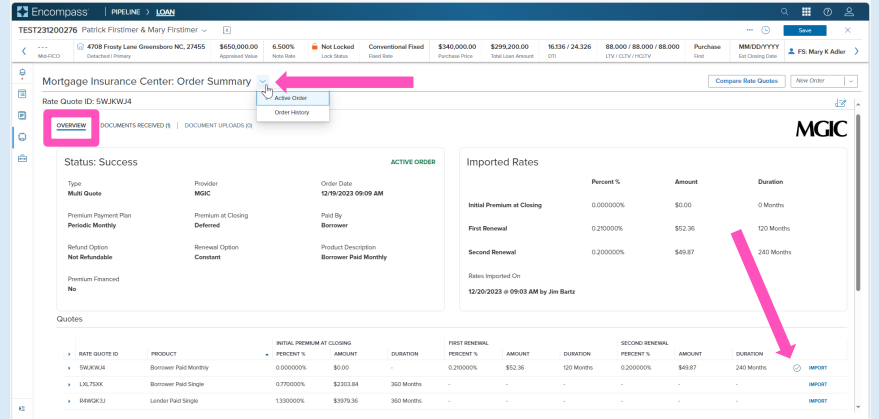 Encompass® | PIPELINE > LOAN
TEST231200276 Patrick Firstimer & Mary Firstimer
Save
--- 4708 Frosty Lane Greensboro NC, 27455 $650,000.00 6.500% Not Locked Conventional Fixed $340,000.00 $299,200.00 16.136 / 24.326 88.000 / 88.000 / 88.000 Purchase MM/DD/YYYY FS: Mary K Adler
Mid-FICO Detached / Primary Appraised Value Note Rate Lock Status Fixed Rate Purchase Price Total Loan Amount DTI LTV / CLTV / HCLTV First Est Closing Date
Mortgage Insurance Center: Order Summary
Compare Rate Quotes New Order
Active Order
Order History
Rate Quote ID: 5WJKWJ4
OVERVIEW DOCUMENTS RECEIVED (1) | DOCUMENT UPLOADS (0)
MGIC
Status: Success ACTIVE ORDER
Type Provider Order Date
Multi Quote MGIC 12/19/2023 09:09 AM
Premium Payment Plan Premium at Closing Paid By
Periodic Monthly Deferred Borrower
Refund Option Renewal Option Product Description
Not Refundable Constant Borrower Paid Monthly
Premium Financed
No
Imported Rates
Percent % Amount Duration
Initial Premium at Closing 0.000000% $0.00 0 Months
First Renewal 0.210000% $52.36 120 Months
Second Renewal 0.200000% $49.87 240 Months
Rates Imported On
12/20/2023 @ 09:03 AM by Jim Bartz
Quotes
INITIAL PREMIUM AT CLOSING FIRST RENEWAL SECOND RENEWAL
RATE QUOTE ID PRODUCT PERCENT % AMOUNT DURATION PERCENT % AMOUNT DURATION PERCENT % AMOUNT DURATION
5WJKWJ4 Borrower Paid Monthly 0.000000% $0.00 - 0.210000% $52.36 120 Months 0.200000% $49.87 240 Months IMPORT
LXL7SXK Borrower Paid Single 0.770000% $2303.84 360 Months - - - - - - IMPORT
R4WQK3J Lender Paid Single 1.330000% $3979.36 360 Months - - - - - - IMPORT